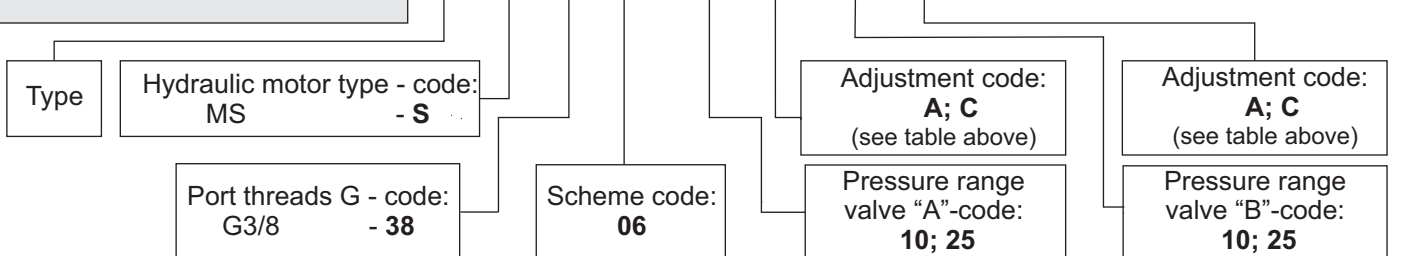 Type
Hydraulic motor type - code:
MS - S
Adjustment code:
A; C
(see table above)
Adjustment code:
A; C
(see table above)
Port threads G - code:
G3/8 - 38
Scheme code:
06
Pressure range
valve “A”-code:
10; 25
Pressure range
valve “B”-code:
10; 25